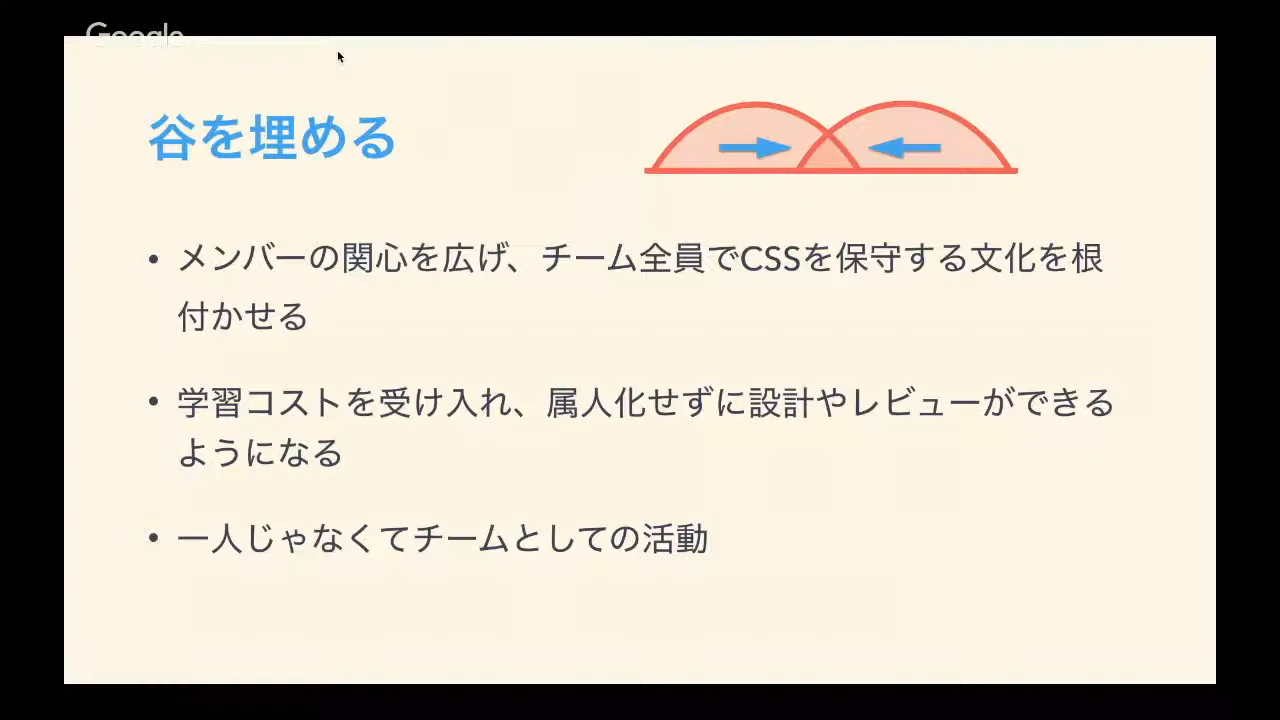 Google
谷を埋める
• メンバーの関心を広げ、チーム全員でCSSを保守する文化を根
付かせる
• 学習コストを受け入れ、属人化せずに設計やレビューができる
ようになる
• 一人じゃなくてチームとしての活動